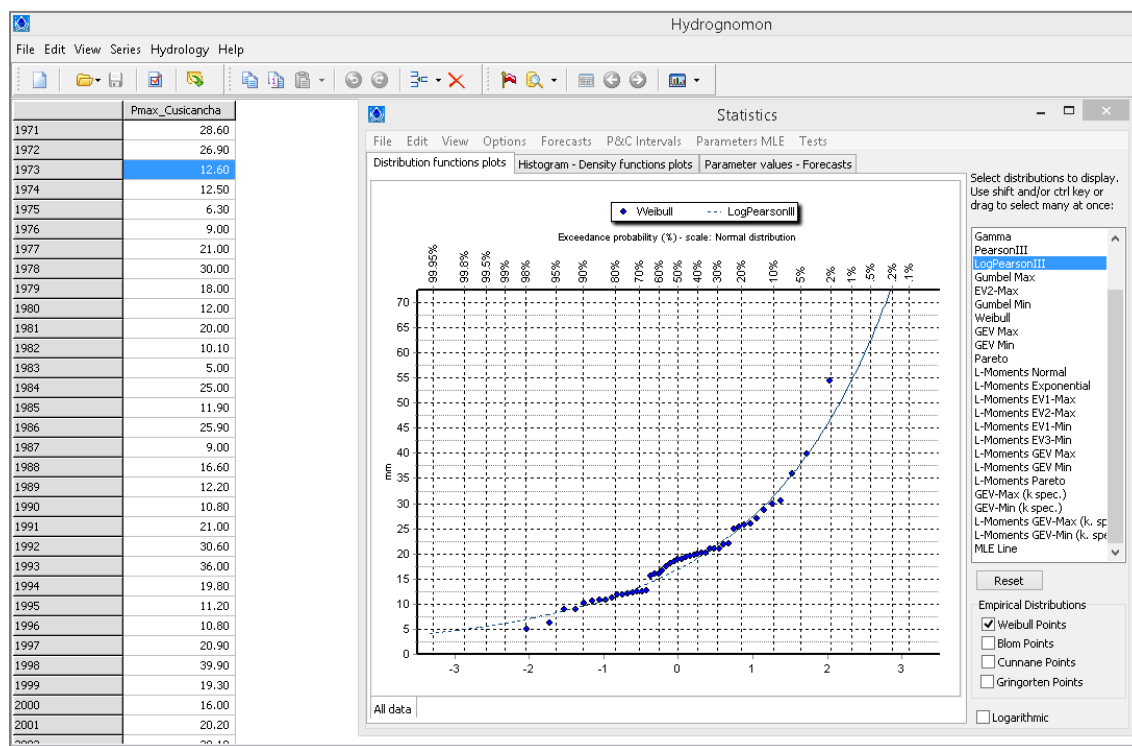 Hydrognomon
File Edit View Series Hydrology Help
Pmax_Cusicancha
1971 28.60
1972 26.90
1973 12.60
1974 12.50
1975 6.30
1976 9.00
1977 21.00
1978 30.00
1979 18.00
1980 12.00
1981 20.00
1982 10.10
1983 5.00
1984 25.00
1985 11.90
1986 25.90
1987 9.00
1988 16.60
1989 12.20
1990 10.80
1991 21.00
1992 30.60
1993 36.00
1994 19.80
1995 11.20
1996 10.80
1997 20.90
1998 39.90
1999 19.30
2000 16.00
2001 20.20
Statistics
File Edit View Options Forecasts P&C Intervals Parameters MLE Tests
Distribution functions plots Histogram - Density functions plots Parameter values - Forecasts
Weibull LogPearsonIII
Exceedance probability (%) - scale: Normal distribution
99.95% 99.8% 99.5% 99% 98% 95% 90% 80% 70% 60% 50% 40% 30% 20% 10% 5% 2% 1% .5% .2% .1%
70
65
60
55
50
45
40
35
30
25
20
15
10
5
0
mm
-3 -2 -1 0 1 2 3
All data
Select distributions to display.
Use shift and/or ctrl key or
drag to select many at once:
Gamma
PearsonIII
LogPearsonIII
Gumbel Max
EV2-Max
Gumbel Min
Weibull
GEV Max
GEV Min
Pareto
L-Moments Normal
L-Moments Exponential
L-Moments EV1-Max
L-Moments EV2-Max
L-Moments EV1-Min
L-Moments EV3-Min
L-Moments GEV Max
L-Moments GEV Min
L-Moments Pareto
GEV-Max (k spec.)
GEV-Min (k spec.)
L-Moments GEV-Max (k. sp
L-Moments GEV-Min (k. spe
MLE Line
Reset
Empirical Distributions
Weibull Points
Blom Points
Cunnane Points
Gringorten Points
Logarithmic